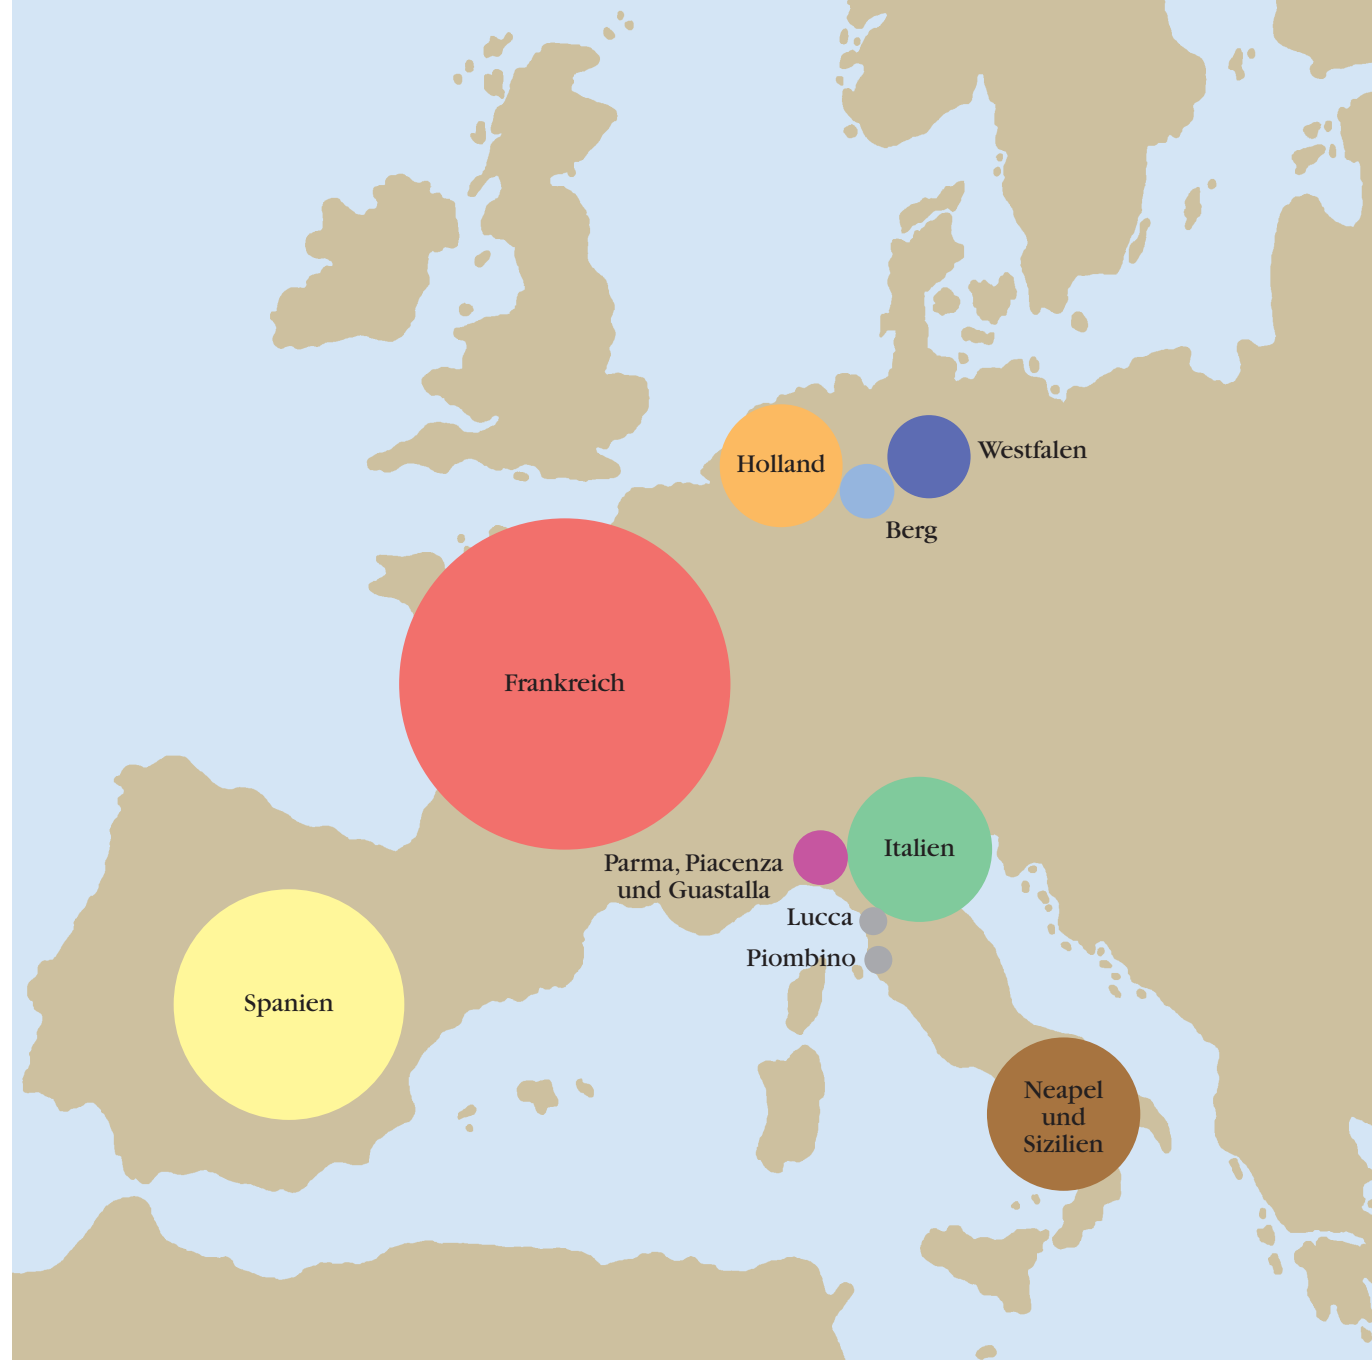 Westfalen
Holland
Berg
Frankreich
Italien
Parma, Piacenza
und Guastalla
Lucca
Piombino
Spanien
Neapel
und
Sizilien